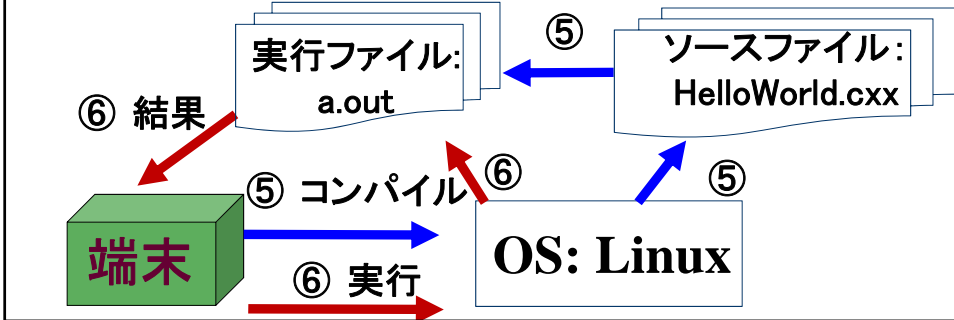 実行ファイル:
a.out
⑤
ソースファイル:
HelloWorld.cxx
⑥ 結果
⑤ コンパイル
⑥
⑤
端末
OS: Linux
⑥ 実行